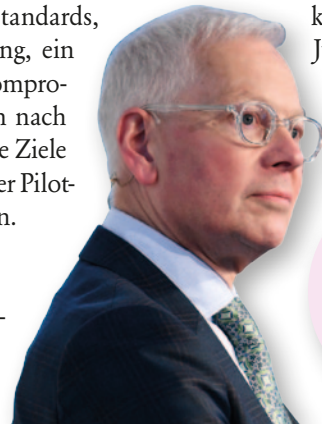 tandards,
ng, ein
ompro-
n nach
e Ziele
er Pilot-
n.
-
k
J